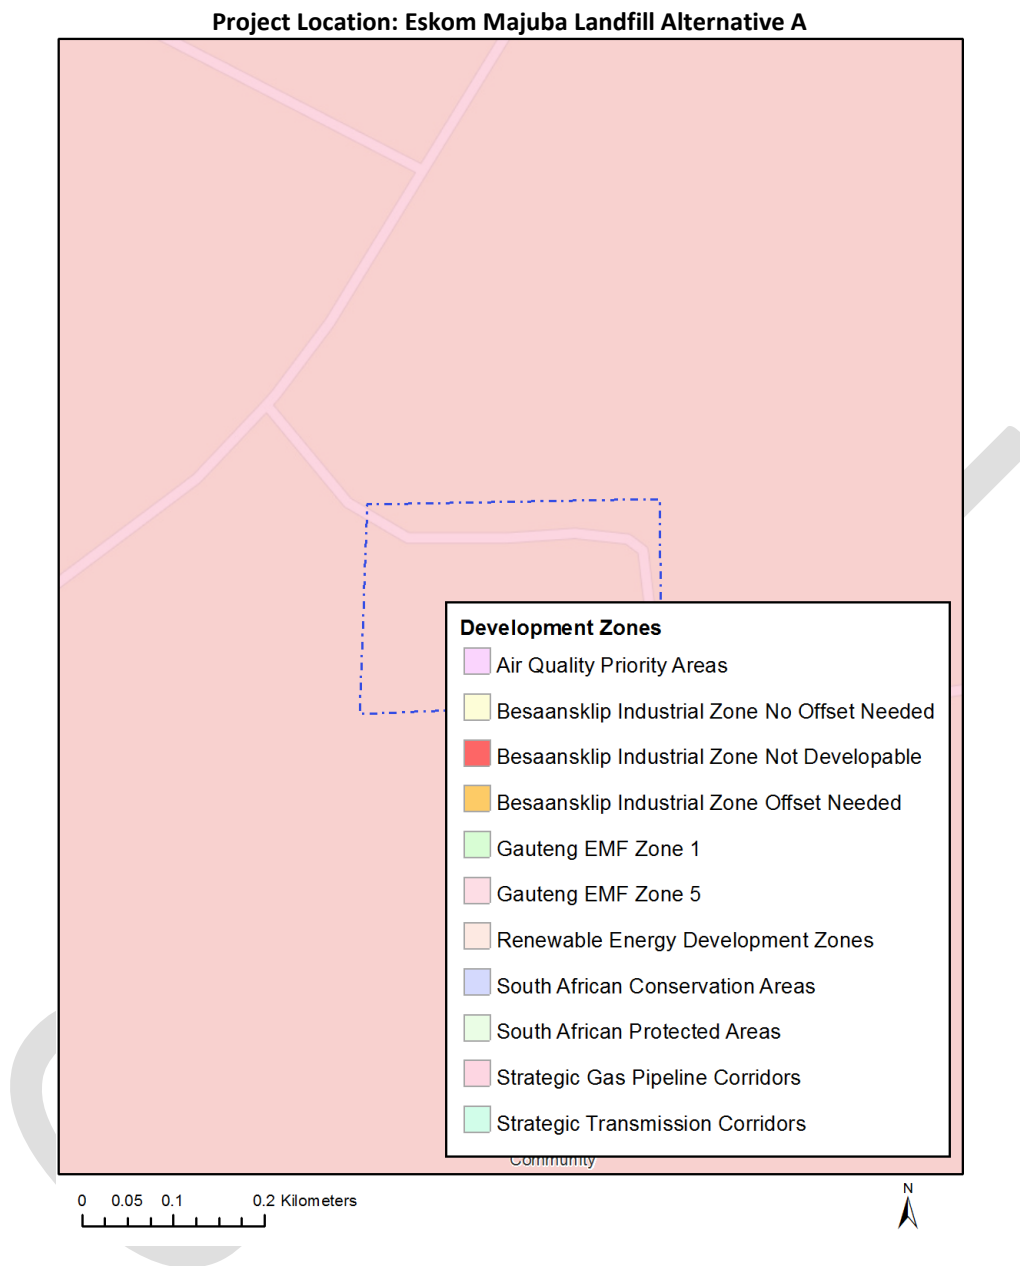 Project Location: Eskom Majuba Landfill Alternative A
Development Zones
Air Quality Priority Areas
Besaansklip Industrial Zone No Offset Needed
Besaansklip Industrial Zone Not Developable
Besaansklip Industrial Zone Offset Needed
Gauteng EMF Zone 1
Gauteng EMF Zone 5
Renewable Energy Development Zones
South African Conservation Areas
South African Protected Areas
Strategic Gas Pipeline Corridors
Strategic Transmission Corridors
Community
0 0.05 0.1 0.2 Kilometers
N